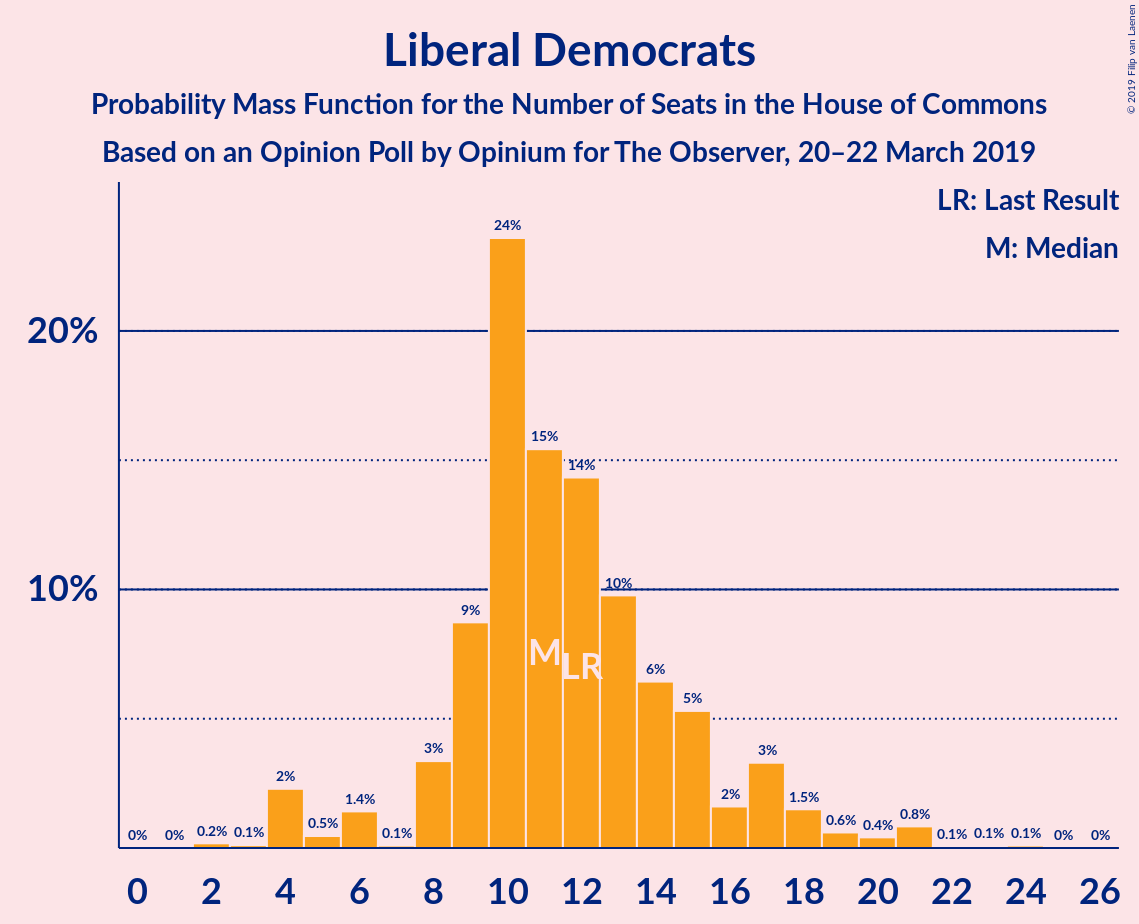 Liberal Democrats
Probability Mass Function for the Number of Seats in the House of Commons
Based on an Opinion Poll by Opinium for The Observer, 20–22 March 2019
© 2019 Filip van Laenen
LR: Last Result
M: Median
20%
10%
0% 0% 0.2% 0.1% 2% 0.5% 1.4% 0.1% 3% 9% 24% 15% 14% 10% 6% 5% 2% 3% 1.5% 0.6% 0.4% 0.8% 0.1% 0.1% 0.1% 0% 0%
M LR
0 2 4 6 8 10 12 14 16 18 20 22 24 26